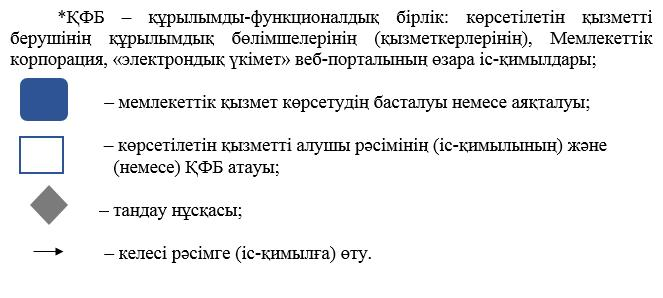 *ҚФБ – құрылымды-функционалдық бірлік: көрсетілетін қызметті
берушінің құрылымдық бөлімшелерінің (қызметкерлерінің), Мемлекеттік
корпорация, «электрондық үкімет» веб-порталының өзара іс-қимылдары;
– мемлекеттік қызмет көрсетудің басталуы немесе аяқталуы;
– көрсетілетін қызметті алушы рәсімінің (іс-қимылының) және
(немесе) ҚФБ атауы;
– таңдау нұсқасы;
– келесі рәсімге (іс-қимылға) өту.